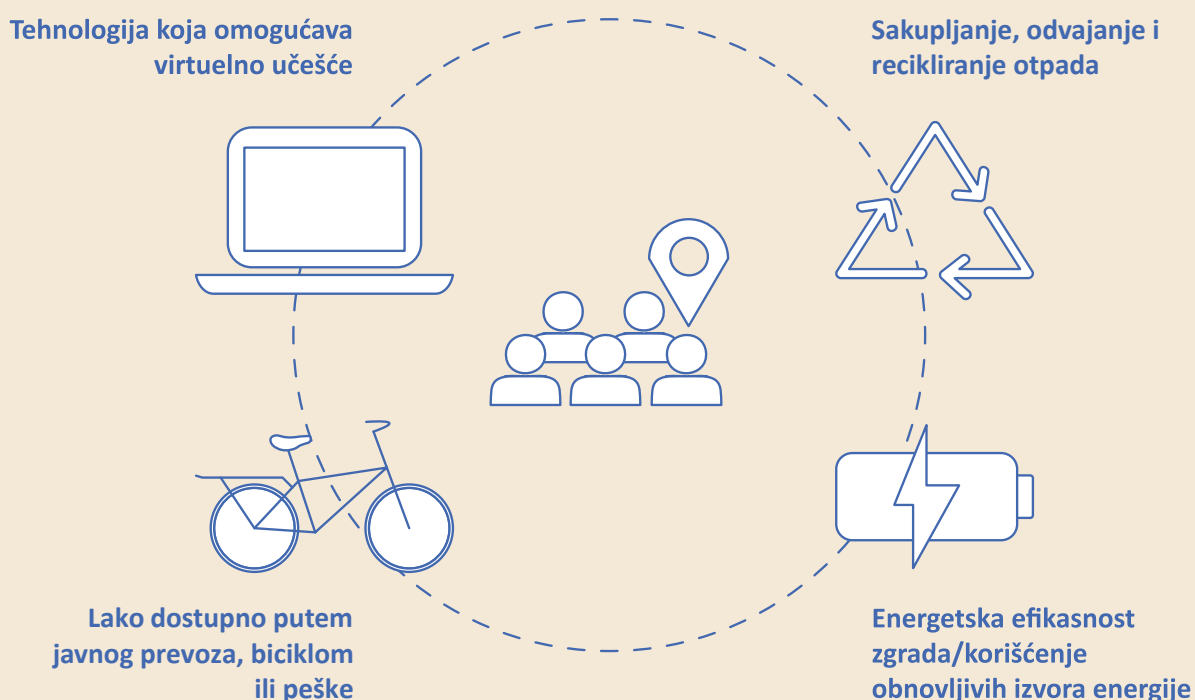 Tehnologija koja omogućava
virtuelno učešće
Sakupljanje, odvajanje i
recikliranje otpada
Lako dostupno putem
javnog prevoza, biciklom
ili peške
Energetska efikasnost
zgrada/korišćenje
obnovljivih izvora energije